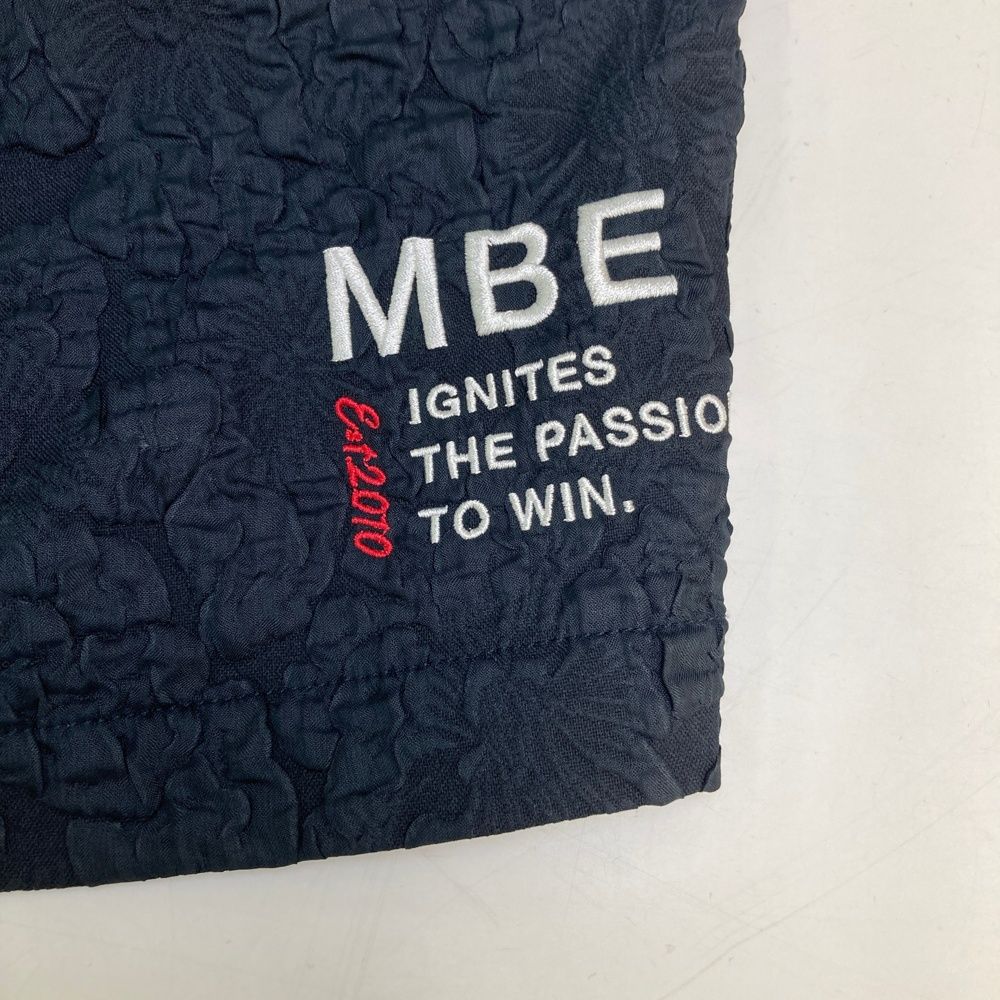 MBE
IGNITES
THE PASSIO
TO WIN.
Est.2010